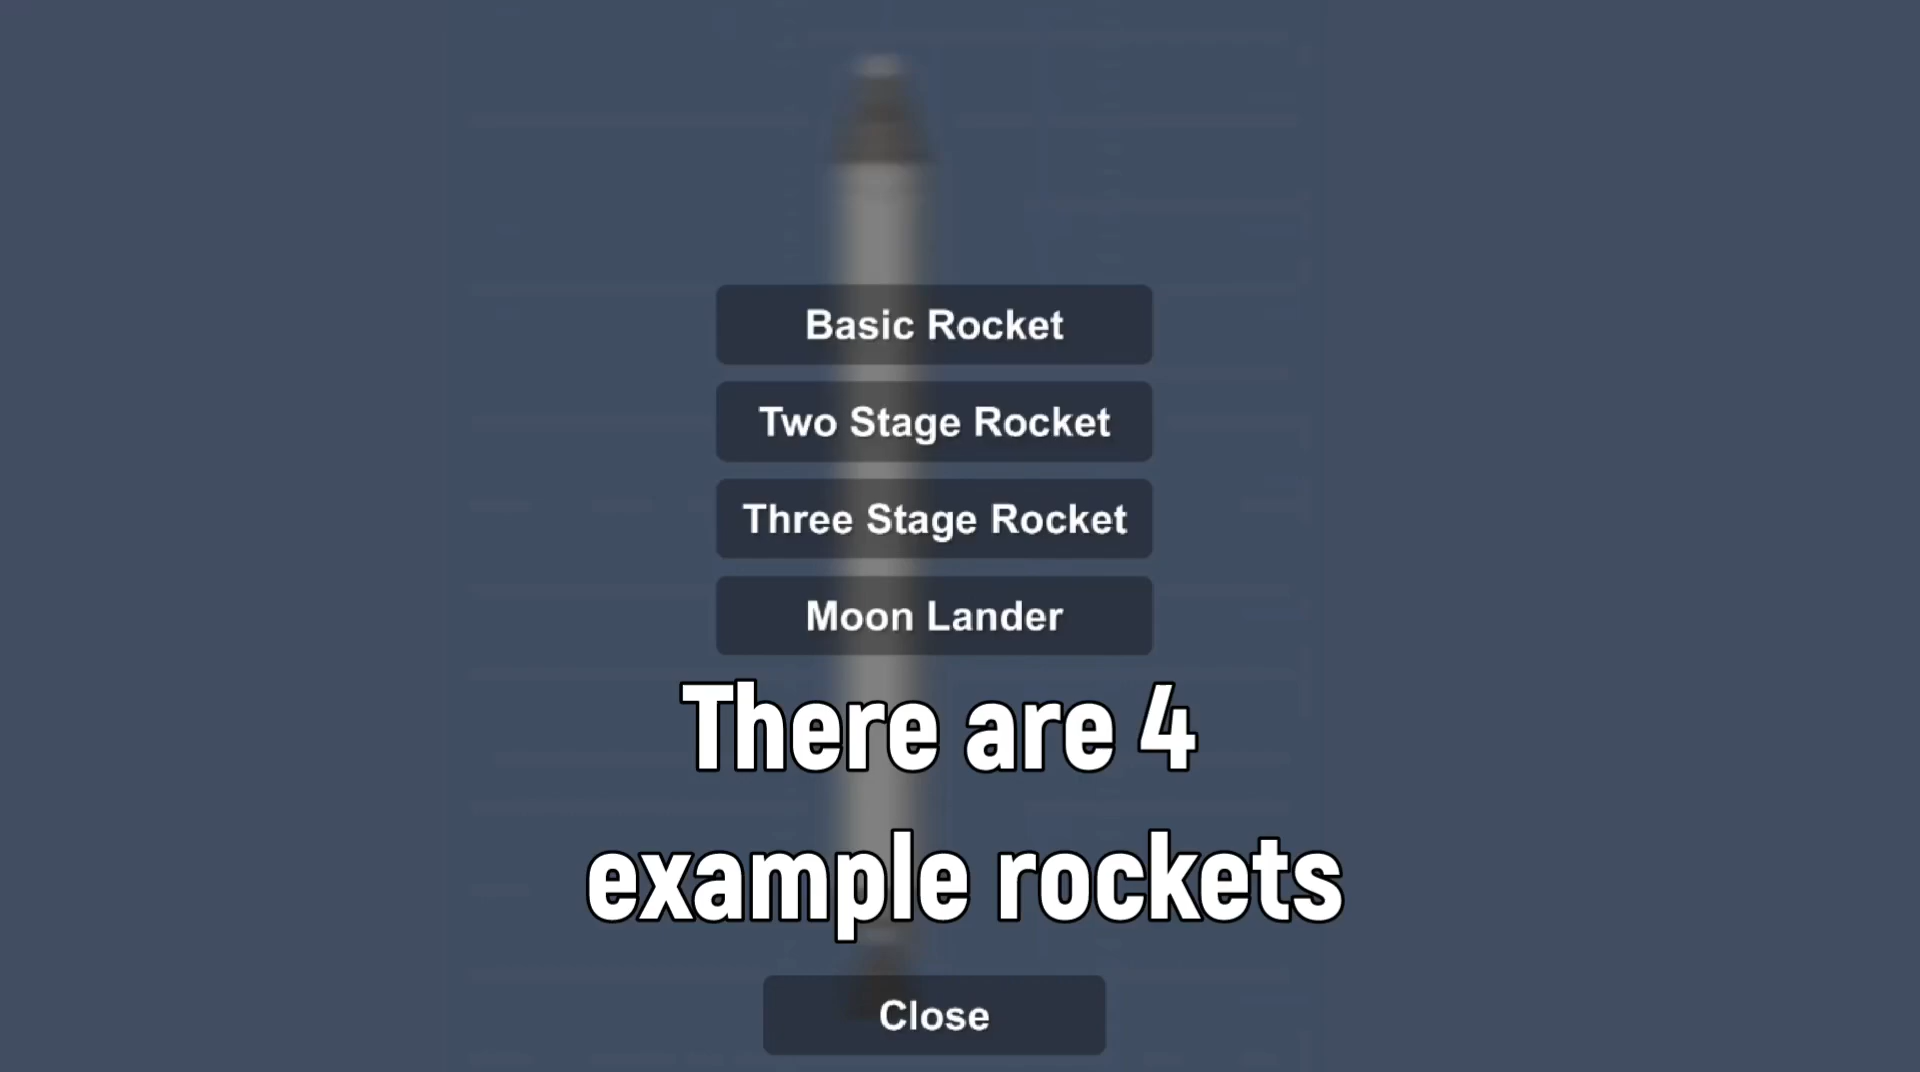 Basic Rocket
Two Stage Rocket
Three Stage Rocket
Moon Lander
There are 4
example rockets
Close